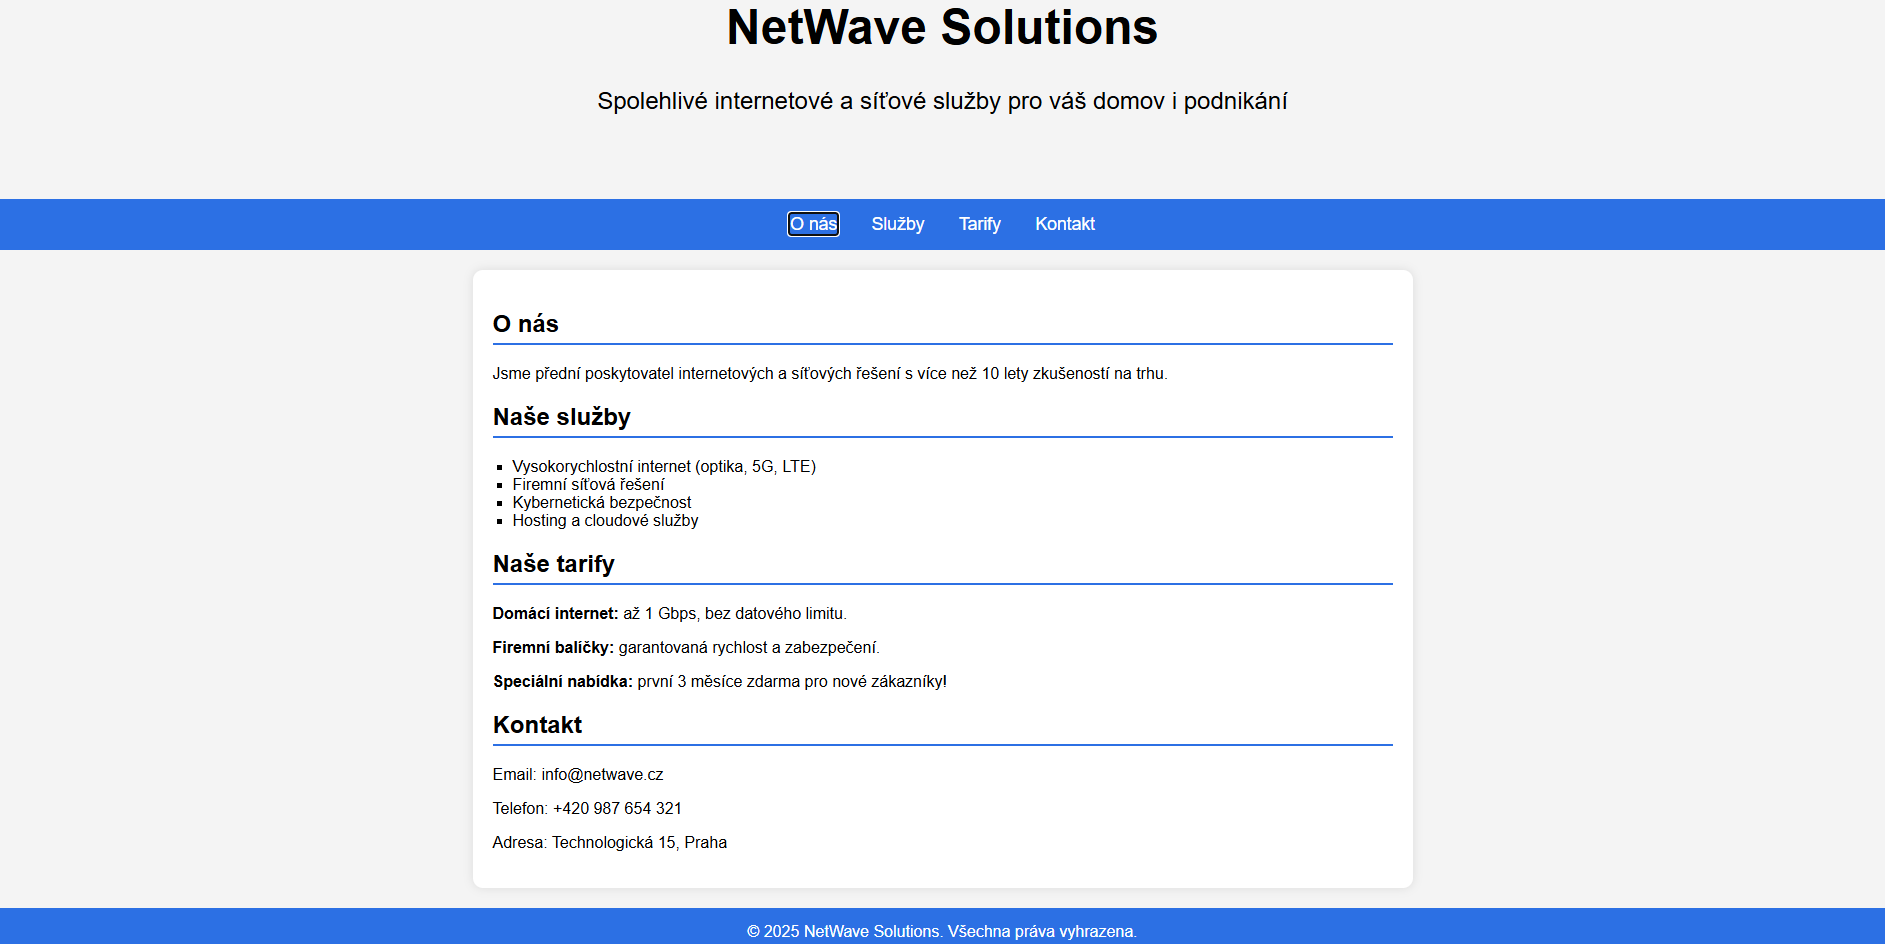 NetWave Solutions
Spolehlivé internetové a síťové služby pro váš domov i podnikání
O nás Služby Tarify Kontakt
O nás
Jsme přední poskytovatel internetových a síťových řešení s více než 10 lety zkušeností na trhu.
Naše služby
Vysokorychlostní internet (optika, 5G, LTE)
Firemní síťová řešení
Kybernetická bezpečnost
Hosting a cloudové služby
Naše tarify
Domácí internet: až 1 Gbps, bez datového limitu.
Firemní balíčky: garantovaná rychlost a zabezpečení.
Speciální nabídka: první 3 měsíce zdarma pro nové zákazníky!
Kontakt
Email: info@netwave.cz
Telefon: +420 987 654 321
Adresa: Technologická 15, Praha
© 2025 NetWave Solutions. Všechna práva vyhrazena.